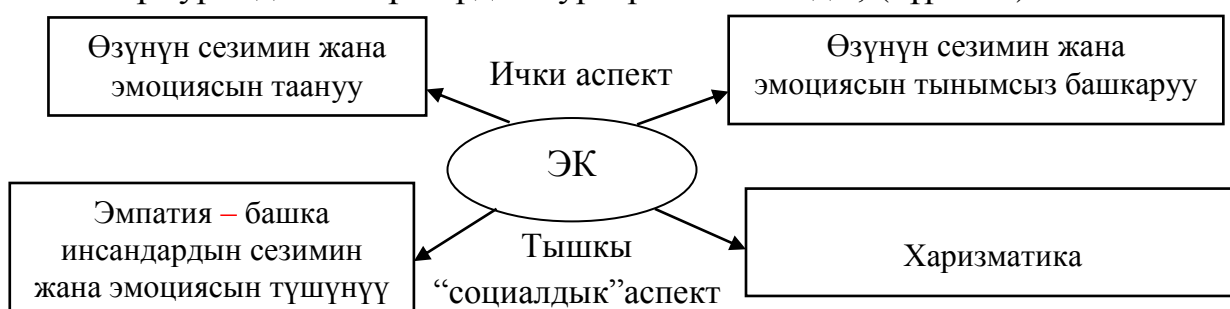 Өзүнүн сезимин жана
эмоциясын таануу
Ички аспект
Өзүнүн сезимин жана
эмоциясын тынымсыз башкаруу
ЭК
Эмпатия – башка
инсандардын сезимин
жана эмоциясын түшүнүү
Тышкы
“социалдык”аспект
Харизматика